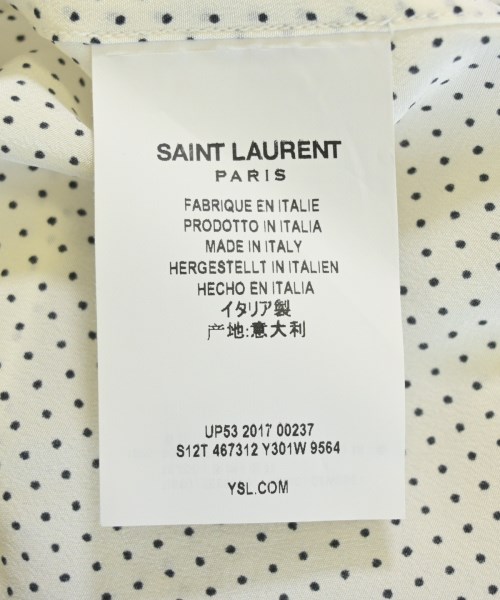 SAINT LAURENT
PARIS
FABRIQUE EN ITALIE
PRODOTTO IN ITALIA
MADE IN ITALY
HERGESTELLT IN ITALIEN
HECHO EN ITALIA
イタリア製
产地:意大利
UP53 2017 00237
S12T 467312 Y301W 9564
YSL.COM